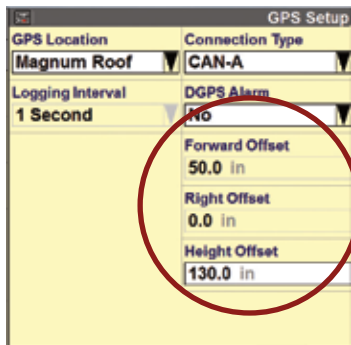 GPS Setup
GPS Location Connection Type
Magnum Roof CAN-A
Logging Interval DGPS Alarm
1 Second No
Forward Offset
50.0 in
Right Offset
0.0 in
Height Offset
130.0 in